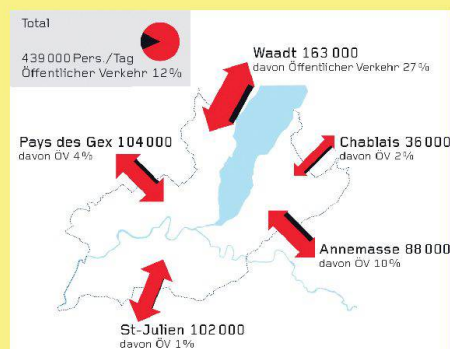 Total
439 000 Pers./Tag
Öffentlicher Verkehr 12%
Waadt 163 000
davon Öffentlicher Verkehr 27%
Pays des Gex 104 000
davon ÖV 4%
Chablais 36 000
davon ÖV 2%
Annemasse 88 000
davon ÖV 10%
St-Julien 102 000
davon ÖV 1%